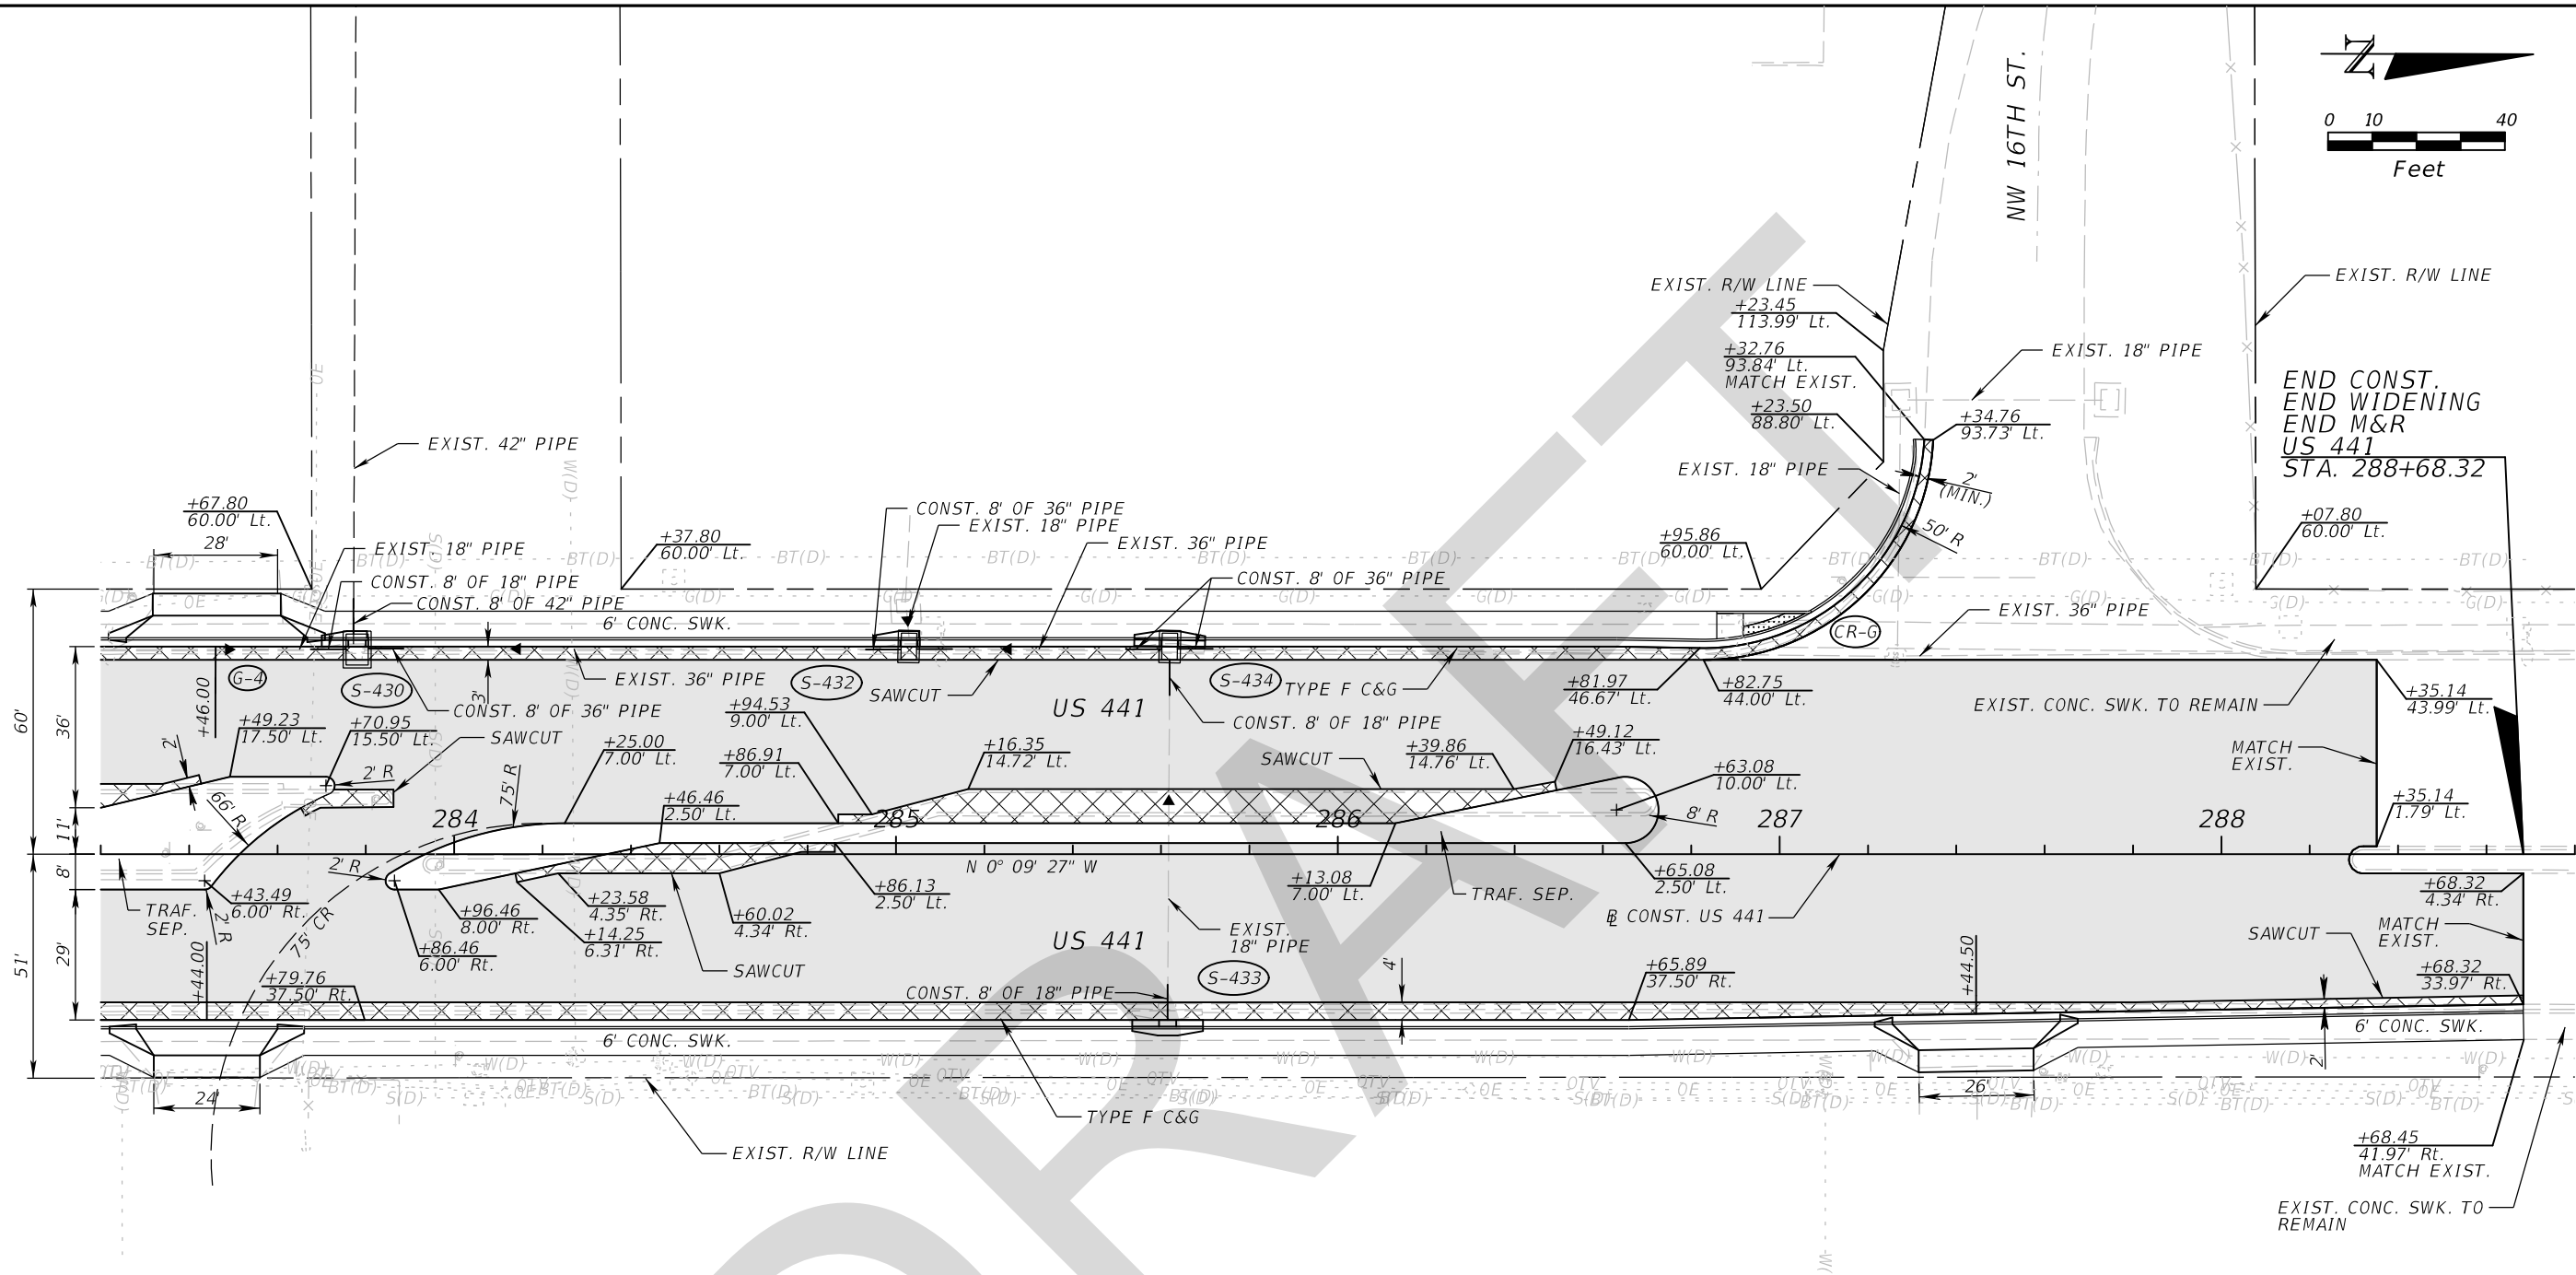 N
0 10 40
Feet
NW 16TH ST.
EXIST. R/W LINE
+23.45
113.99' Lt.
+32.76
93.84' Lt.
MATCH EXIST.
+23.50
88.80' Lt.
EXIST. R/W LINE
EXIST. 18" PIPE
+34.76
93.73' Lt.
EXIST. 18" PIPE
2'
(MIN.)
50' R
END CONST.
END WIDENING
END M&R
US 441
STA. 288+68.32
+07.80
60.00' Lt.
EXIST. 42" PIPE
+67.80
60.00' Lt.
28'
EXIST. 18" PIPE
CONST. 8' OF 18" PIPE
CONST. 8' OF 42" PIPE
+37.80
60.00' Lt.
CONST. 8' OF 36" PIPE
EXIST. 18" PIPE
EXIST. 36" PIPE
CONST. 8' OF 36" PIPE
+95.86
60.00' Lt.
BT(D) BT(D) BT(D) BT(D) BT(D) BT(D) BT(D) BT(D) BT(D) BT(D) BT(D) BT(D)
G(D) G(D) G(D) G(D) G(D) G(D) G(D) G(D) G(D) G(D)
OE
OE
W(D)
W(D)
S(D)
S(D)
6' CONC. SWK.
EXIST. 36" PIPE
CR-G
G-4
S-430
EXIST. 36" PIPE
S-432
SAWCUT
S-434
TYPE F C&G
+81.97
46.67' Lt.
+82.75
44.00' Lt.
EXIST. CONC. SWK. TO REMAIN
+35.14
43.99' Lt.
60'
36'
11'
8'
51'
29'
3'
+46.00
CONST. 8' OF 36" PIPE
+94.53
9.00' Lt.
US 441
CONST. 8' OF 18" PIPE
+49.23
17.50' Lt.
+70.95
15.50' Lt.
SAWCUT
2'
2' R
66' R
+25.00
7.00' Lt.
75' R
+86.91
7.00' Lt.
+46.46
2.50' Lt.
+16.35
14.72' Lt.
SAWCUT
+39.86
14.76' Lt.
+49.12
16.43' Lt.
+63.08
10.00' Lt.
8' R
MATCH
EXIST.
+35.14
1.79' Lt.
284 285 286 287 288
N 0° 09' 27" W
2' R
TRAF.
SEP.
+43.49
6.00' Rt.
2' R
75' CR
+44.00
+79.76
37.50' Rt.
+86.46
6.00' Rt.
+96.46
8.00' Rt.
+14.25
6.31' Rt.
+23.58
4.35' Rt.
+60.02
4.34' Rt.
SAWCUT
+86.13
2.50' Lt.
US 441
EXIST.
18" PIPE
S-433
CONST. 8' OF 18" PIPE
+13.08
7.00' Lt.
TRAF. SEP.
+65.08
2.50' Lt.
BL CONST. US 441
4'
+65.89
37.50' Rt.
+44.50
+68.32
4.34' Rt.
MATCH
EXIST.
SAWCUT
+68.32
33.97' Rt.
6' CONC. SWK.
6' CONC. SWK.
2'
W(D) W(D) W(D) W(D) W(D) W(D) W(D) W(D) W(D) W(D) W(D) W(D)
24'
26'
TYPE F C&G
EXIST. R/W LINE
+68.45
41.97' Rt.
MATCH EXIST.
EXIST. CONC. SWK. TO
REMAIN
DRAFT